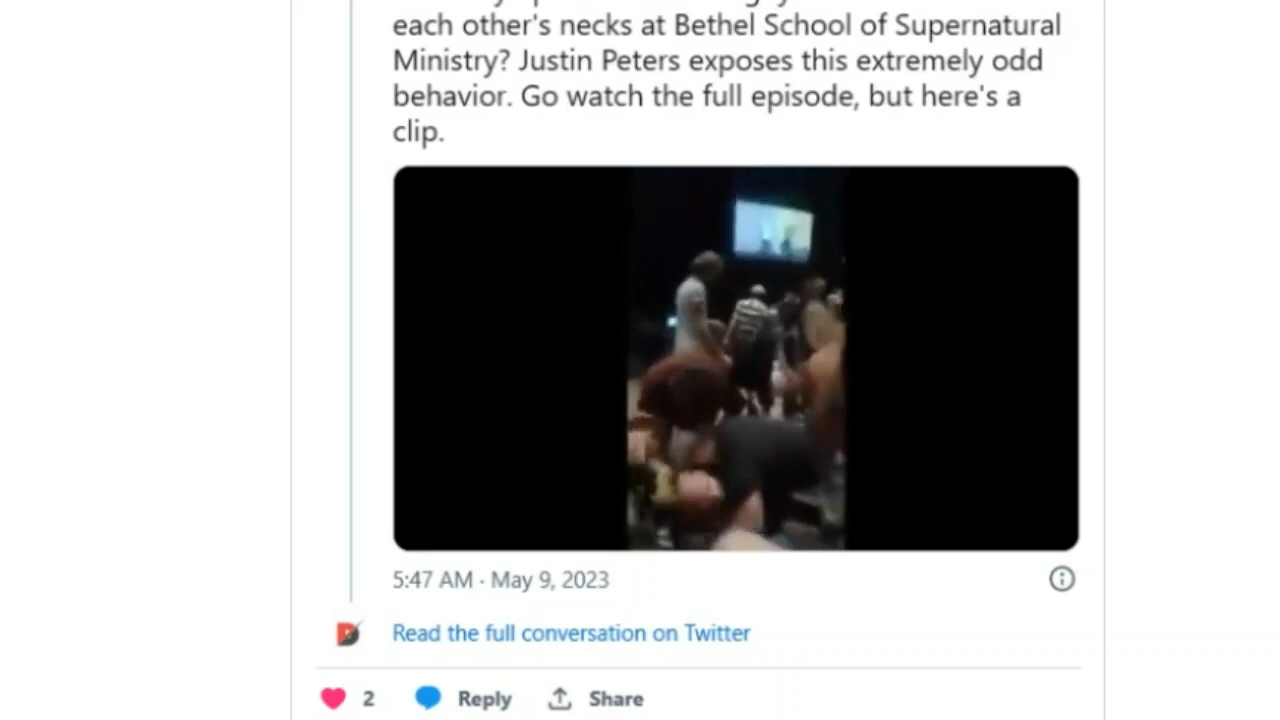 each other's necks at Bethel School of Supernatural
Ministry? Justin Peters exposes this extremely odd
behavior. Go watch the full episode, but here's a
clip.
5:47 AM · May 9, 2023
Read the full conversation on Twitter
2 Reply Share